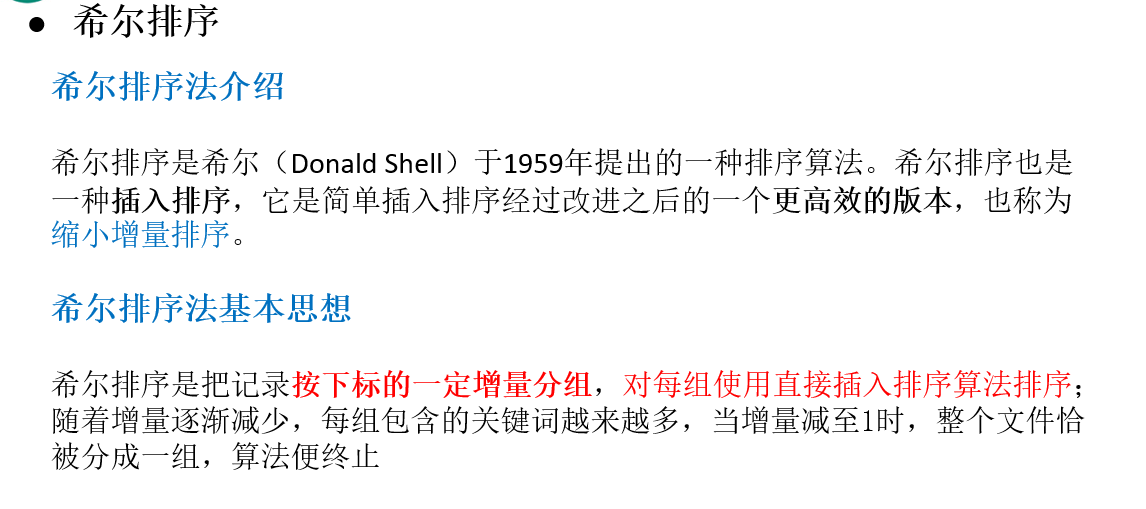 ● 希尔排序
希尔排序法介绍
希尔排序是希尔（Donald Shell）于1959年提出的一种排序算法。希尔排序也是
一种插入排序，它是简单插入排序经过改进之后的一个更高效的版本，也称为
缩小增量排序。
希尔排序法基本思想
希尔排序是把记录按下标的一定增量分组，对每组使用直接插入排序算法排序；
随着增量逐渐减少，每组包含的关键词越来越多，当增量减至1时，整个文件恰
被分成一组，算法便终止